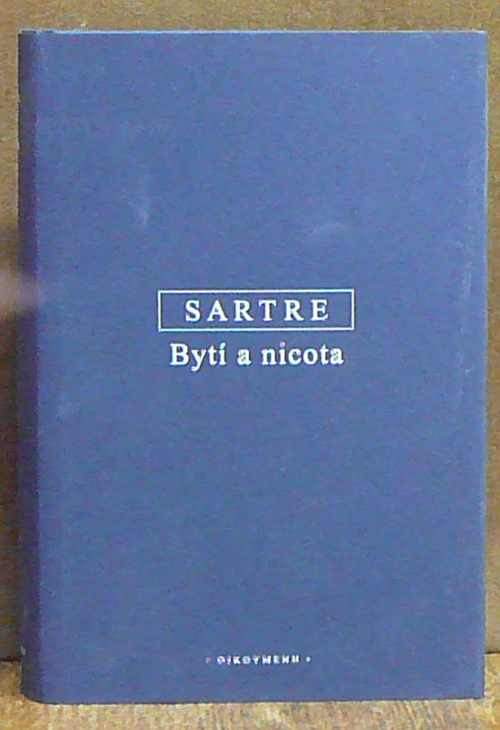 SARTRE
Bytí a nicota
OIKOYMENH